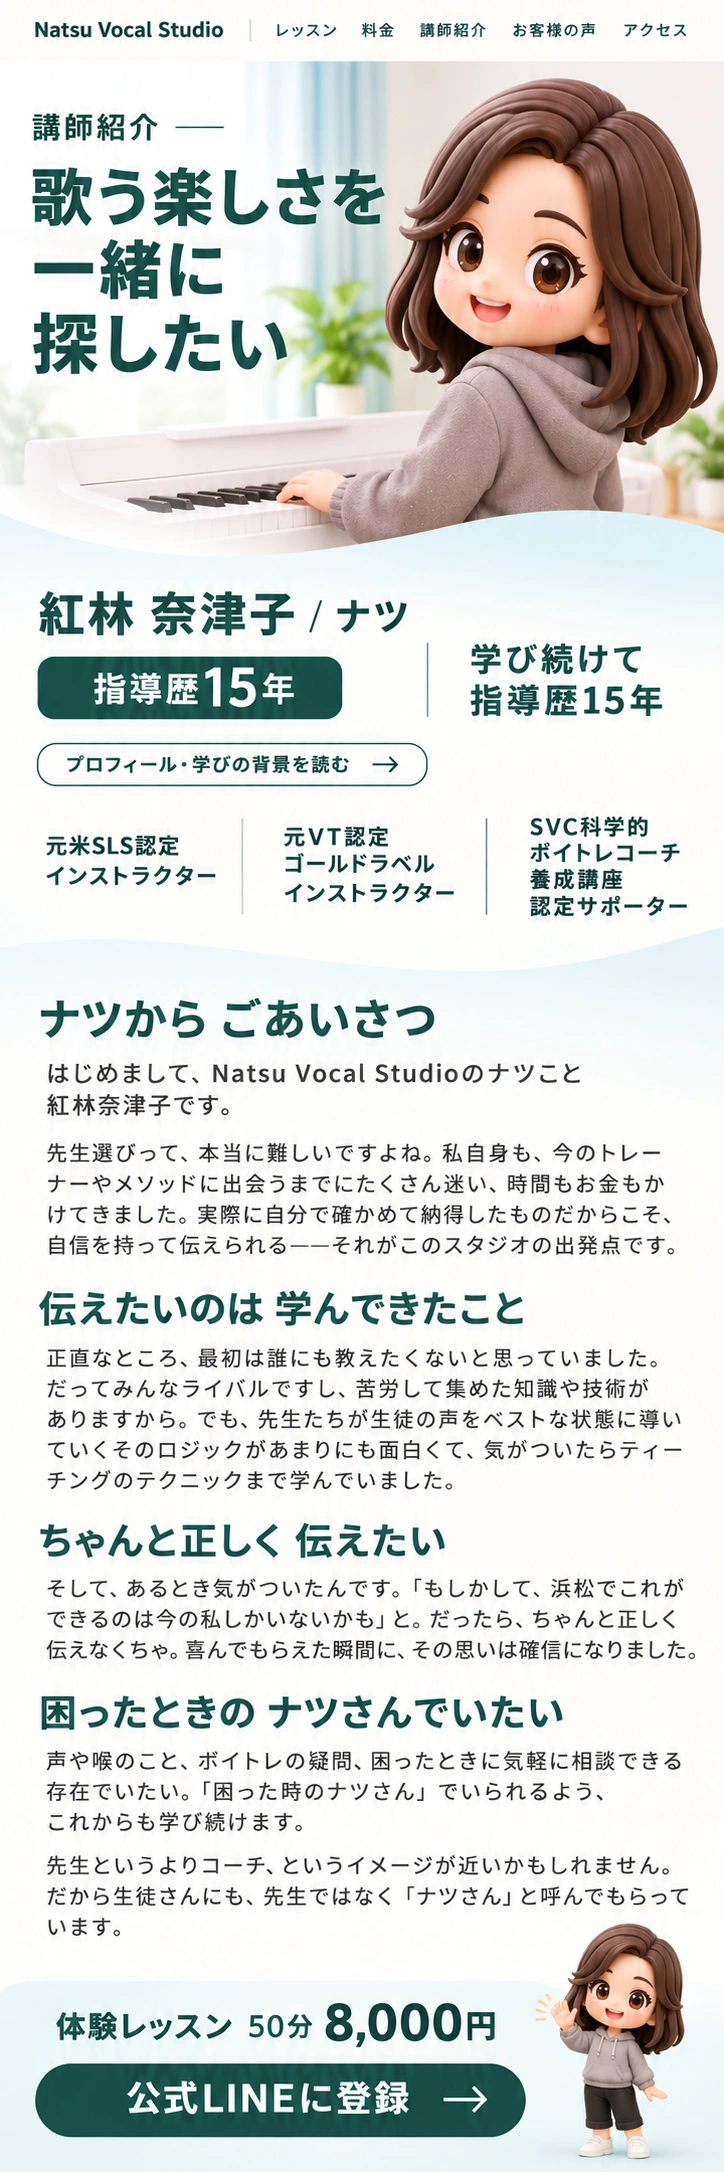 Natsu Vocal Studio
レッスン 料金 講師紹介 お客様の声 アクセス
講師紹介
歌う楽しさを
一緒に
探したい
紅林 奈津子 / ナツ
指導歴15年
学び続けて
指導歴15年
プロフィール・学びの背景を読む →
元米SLS認定
インストラクター
元VT認定
ゴールドラベル
インストラクター
SVC科学的
ボイトレコーチ
養成講座
認定サポーター
ナツから ごあいさつ
はじめまして、Natsu Vocal Studioのナツこと
紅林奈津子です。
先生選びって、本当に難しいですよね。私自身も、今のトレー
ナーやメソッドに出会うまでにたくさん迷い、時間もお金もか
けてきました。実際に自分で確かめて納得したものだからこそ、
自信を持って伝えられる——それがこのスタジオの出発点です。
伝えたいのは 学んできたこと
正直なところ、最初は誰にも教えたくないと思っていました。
だってみんなライバルですし、苦労して集めた知識や技術が
ありますから。でも、先生たちが生徒の声をベストな状態に導い
ていくそのロジックがあまりにも面白くて、気がついたらティー
チングのテクニックまで学んでいました。
ちゃんと正しく 伝えたい
そして、あるとき気がついたんです。「もしかして、浜松でこれが
できるのは今の私しかいないかも」と。だったら、ちゃんと正しく
伝えなくちゃ。喜んでもらえた瞬間に、その思いは確信になりました。
困ったときの ナツさんでいたい
声や喉のこと、ボイトレの疑問、困ったときに気軽に相談できる
存在でいたい。「困った時のナツさん」でいられるよう、
これからも学び続けます。
先生というよりコーチ、というイメージが近いかもしれません。
だから生徒さんにも、先生ではなく「ナツさん」と呼んでもらって
います。
体験レッスン 50分 8,000円
公式LINEに登録 →